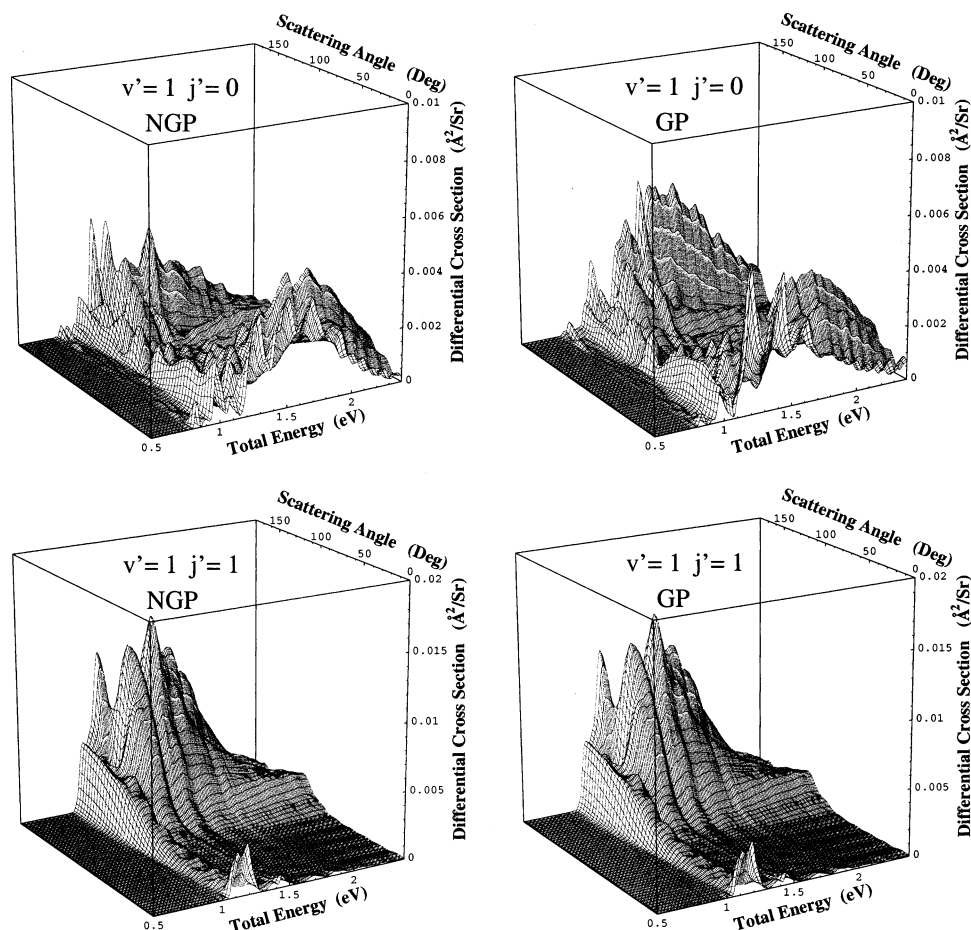 Scattering Angle (Deg)
150
100
50
0
v'= 1 j'= 0
NGP
0.01
0.008
0.006
0.004
0.002
0
Differential Cross Section (Å²/Sr)
0.5
1
1.5
2
Total Energy (eV)
Scattering Angle (Deg)
150
100
50
0
v'= 1 j'= 0
GP
0.01
0.008
0.006
0.004
0.002
0
Differential Cross Section (Å²/Sr)
0.5
1
1.5
2
Total Energy (eV)
Scattering Angle (Deg)
150
100
50
0
v'= 1 j'= 1
NGP
0.02
0.015
0.01
0.005
0
Differential Cross Section (Å²/Sr)
0.5
1
1.5
2
Total Energy (eV)
Scattering Angle (Deg)
150
100
50
0
v'= 1 j'= 1
GP
0.02
0.015
0.01
0.005
0
Differential Cross Section (Å²/Sr)
0.5
1
1.5
2
Total Energy (eV)